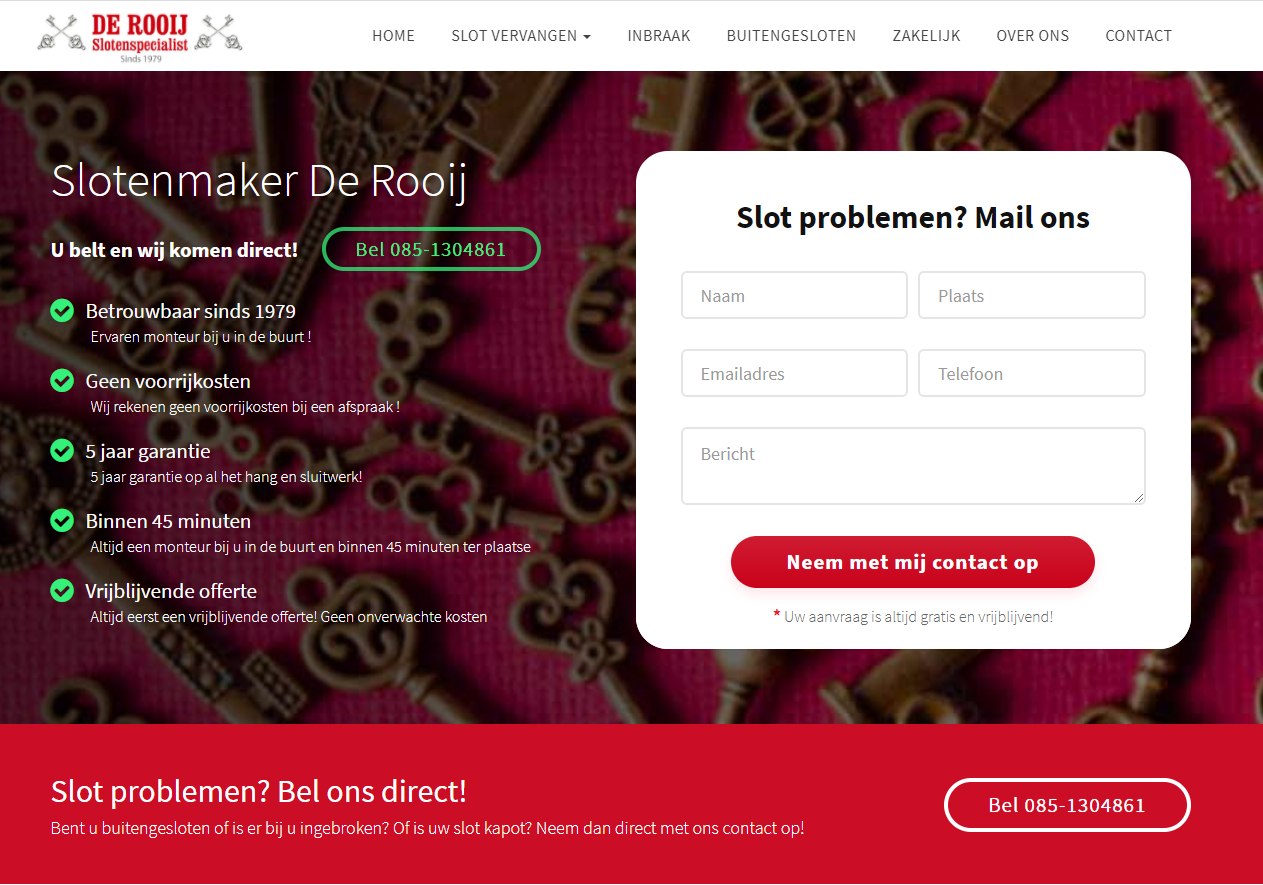 DE ROOIJ
Slotenspecialist
Sinds 1979
HOME
SLOT VERVANGEN
INBRAAK
BUITENGESLOTEN
ZAKELIJK
OVER ONS
CONTACT
Slotenmaker De Rooij
U belt en wij komen direct!
Bel 085-1304861
Betrouwbaar sinds 1979
Ervaren monteur bij u in de buurt !
Geen voorrijkosten
Wij rekenen geen voorrijkosten bij een afspraak !
5 jaar garantie
5 jaar garantie op al het hang en sluitwerk!
Binnen 45 minuten
Altijd een monteur bij u in de buurt en binnen 45 minuten ter plaatse
Vrijblijvende offerte
Altijd eerst een vrijblijvende offerte! Geen onverwachte kosten
Slot problemen? Mail ons
Naam
Plaats
Emailadres
Telefoon
Bericht
Neem met mij contact op
* Uw aanvraag is altijd gratis en vrijblijvend!
Slot problemen? Bel ons direct!
Bent u buitengesloten of is er bij u ingebroken? Of is uw slot kapot? Neem dan direct met ons contact op!
Bel 085-1304861